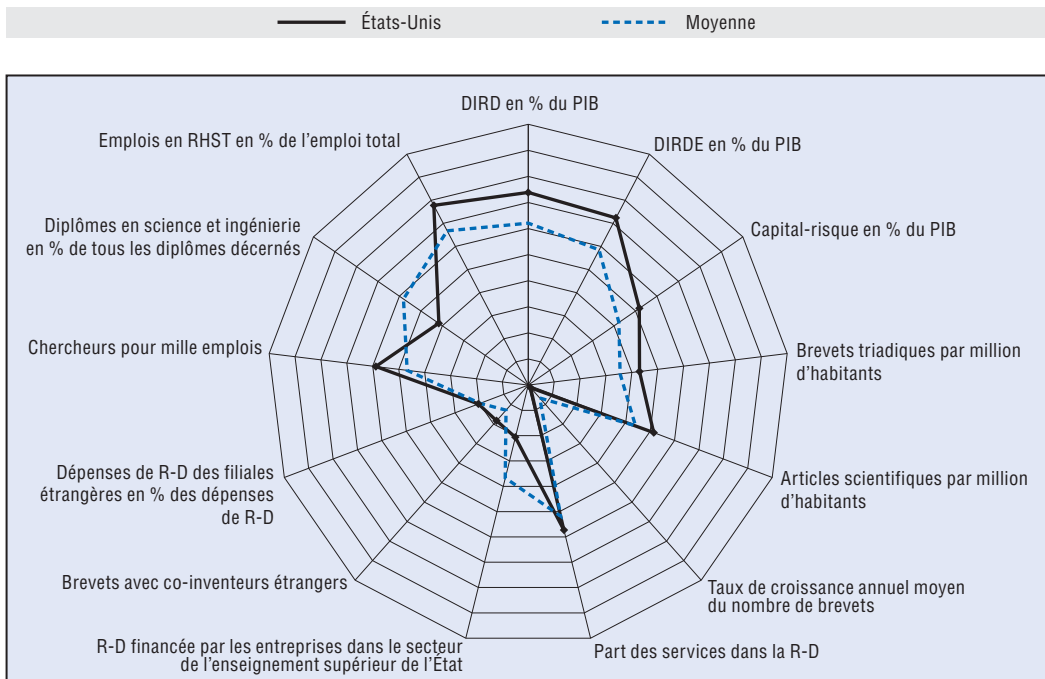 États-Unis
Moyenne
DIRD en % du PIB
Emplois en RHST en % de l'emploi total
DIRDE en % du PIB
Diplômes en science et ingénierie
en % de tous les diplômes décernés
Capital-risque en % du PIB
Chercheurs pour mille emplois
Brevets triadiques par million
d'habitants
Dépenses de R-D des filiales
étrangères en % des dépenses
de R-D
Articles scientifiques par million
d'habitants
Brevets avec co-inventeurs étrangers
Taux de croissance annuel moyen
du nombre de brevets
R-D financée par les entreprises dans le secteur
de l'enseignement supérieur de l'État
Part des services dans la R-D